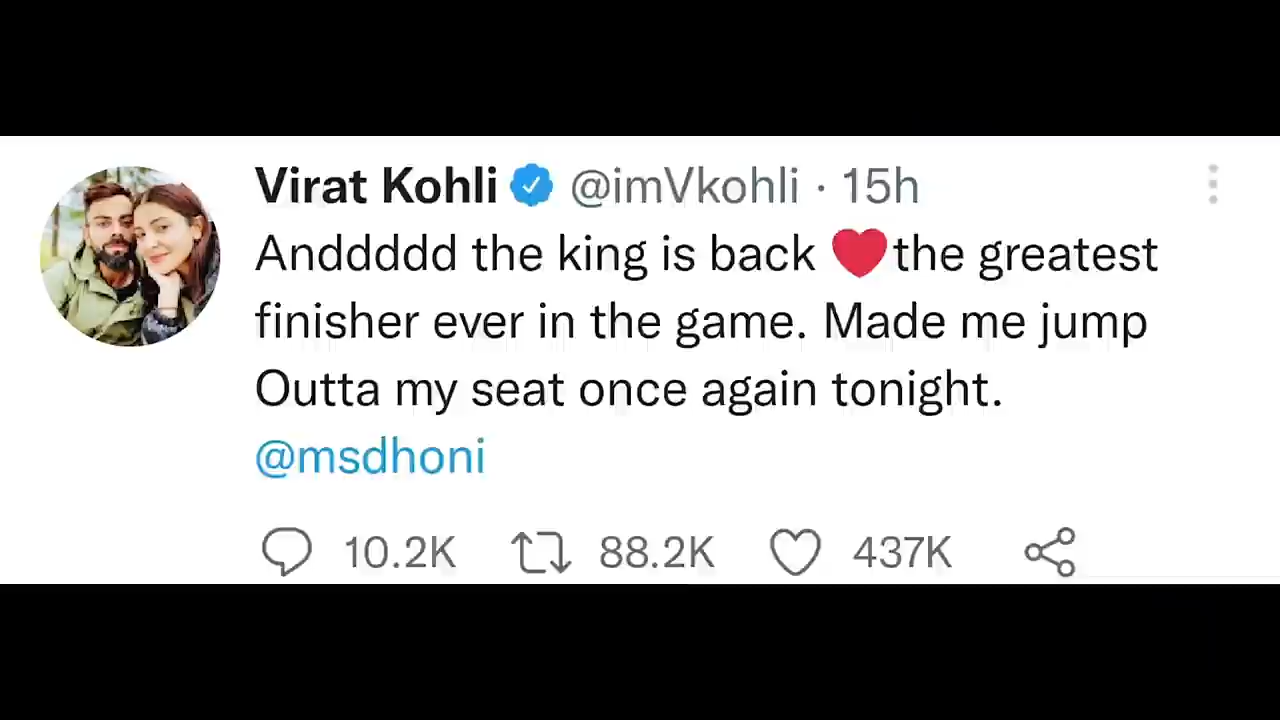 Virat Kohli @imVkohli · 15h
Anddddd the king is back ❤️the greatest
finisher ever in the game. Made me jump
Outta my seat once again tonight.
@msdhoni
10.2K 88.2K 437K